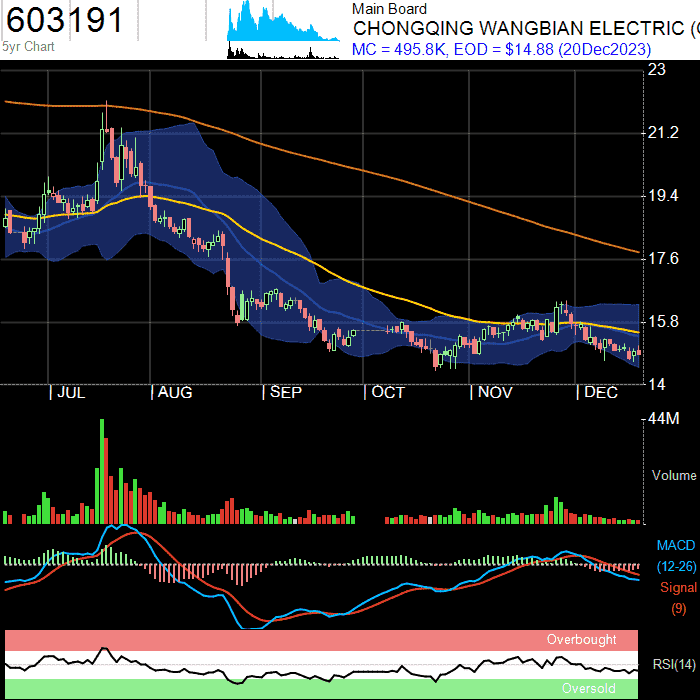 603191
5yr Chart
Main Board
CHONGQING WANGBIAN ELECTRIC (
MC = 495.8K, EOD = $14.88 (20Dec2023)
23
21.2
19.4
17.6
15.8
14
JUL
AUG
SEP
OCT
NOV
DEC
44M
Volume
MACD
(12-26)
Signal
(9)
Overbought
RSI(14)
Oversold